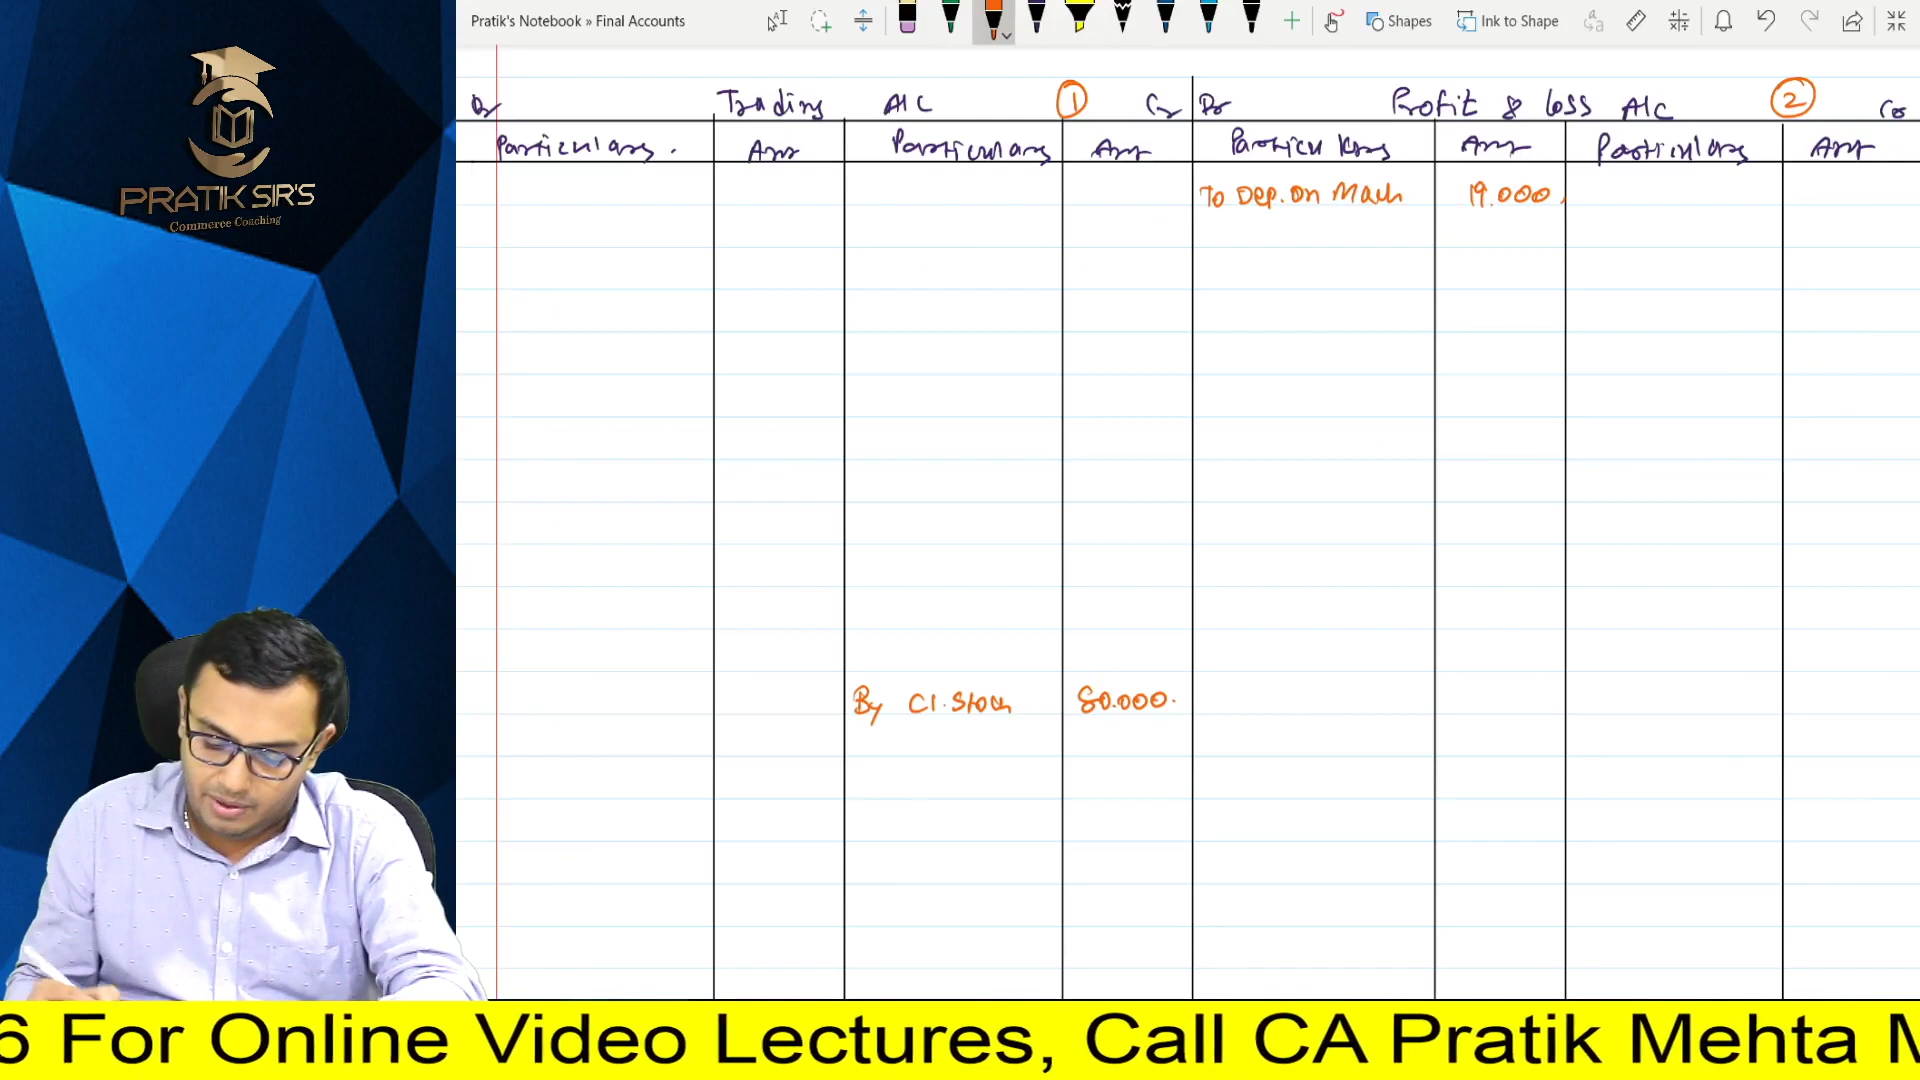 Pratik's Notebook » Final Accounts
Shapes
Ink to Shape
PRATIK SIR'S
Commerce Coaching
Dr Trading A/C 1 Cr
Dr Profit & Loss A/C 2 Cr
Particulars. Amt Particulars Amt
Particulars Amt Particulars Amt
To Dep. on Mach 19.000
By Cl. Stock 80.000.
6 For Online Video Lectures, Call CA Pratik Mehta M